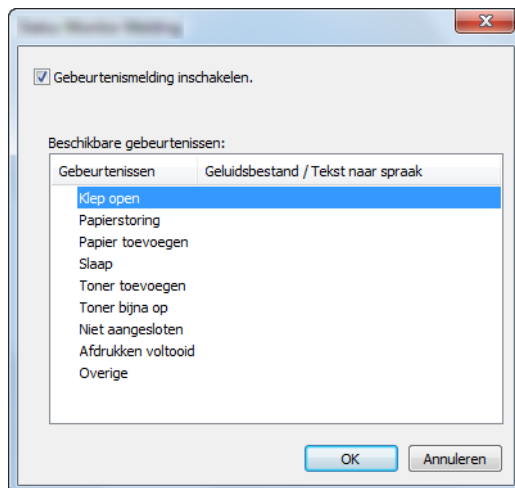 Gebeurtenismelding inschakelen.
Beschikbare gebeurtenissen:
Gebeurtenissen Geluidsbestand / Tekst naar spraak
Klep open
Papierstoring
Papier toevoegen
Slaap
Toner toevoegen
Toner bijna op
Niet aangesloten
Afdrukken voltooid
Overige
OK Annuleren